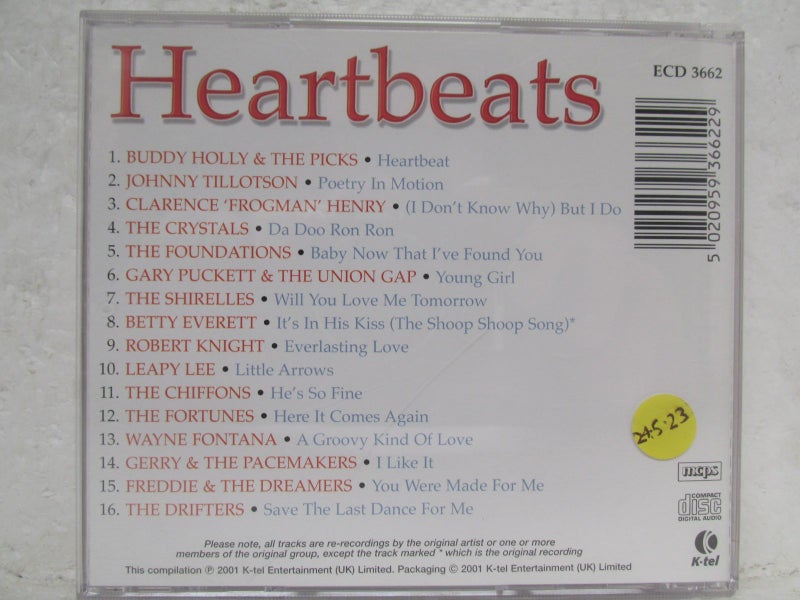 Heartbeats
ECD 3662
1. BUDDY HOLLY & THE PICKS • Heartbeat
2. JOHNNY TILLOTSON • Poetry In Motion
3. CLARENCE ‘FROGMAN’ HENRY • (I Don’t Know Why) But I Do
4. THE CRYSTALS • Da Doo Ron Ron
5. THE FOUNDATIONS • Baby Now That I’ve Found You
6. GARY PUCKETT & THE UNION GAP • Young Girl
7. THE SHIRELLES • Will You Love Me Tomorrow
8. BETTY EVERETT • It’s In His Kiss (The Shoop Shoop Song)*
9. ROBERT KNIGHT • Everlasting Love
10. LEAPY LEE • Little Arrows
11. THE CHIFFONS • He’s So Fine
12. THE FORTUNES • Here It Comes Again
13. WAYNE FONTANA • A Groovy Kind Of Love
14. GERRY & THE PACEMAKERS • I Like It
15. FREDDIE & THE DREAMERS • You Were Made For Me
16. THE DRIFTERS • Save The Last Dance For Me
5 020959 366229
24.5.23
mcps
COMPACT
disc
DIGITAL AUDIO
K-tel
Please note, all tracks are re-recordings by the original artist or one or more
members of the original group, except the track marked * which is the original recording
This compilation ℗ 2001 K-tel Entertainment (UK) Limited. Packaging © 2001 K-tel Entertainment (UK) Limited